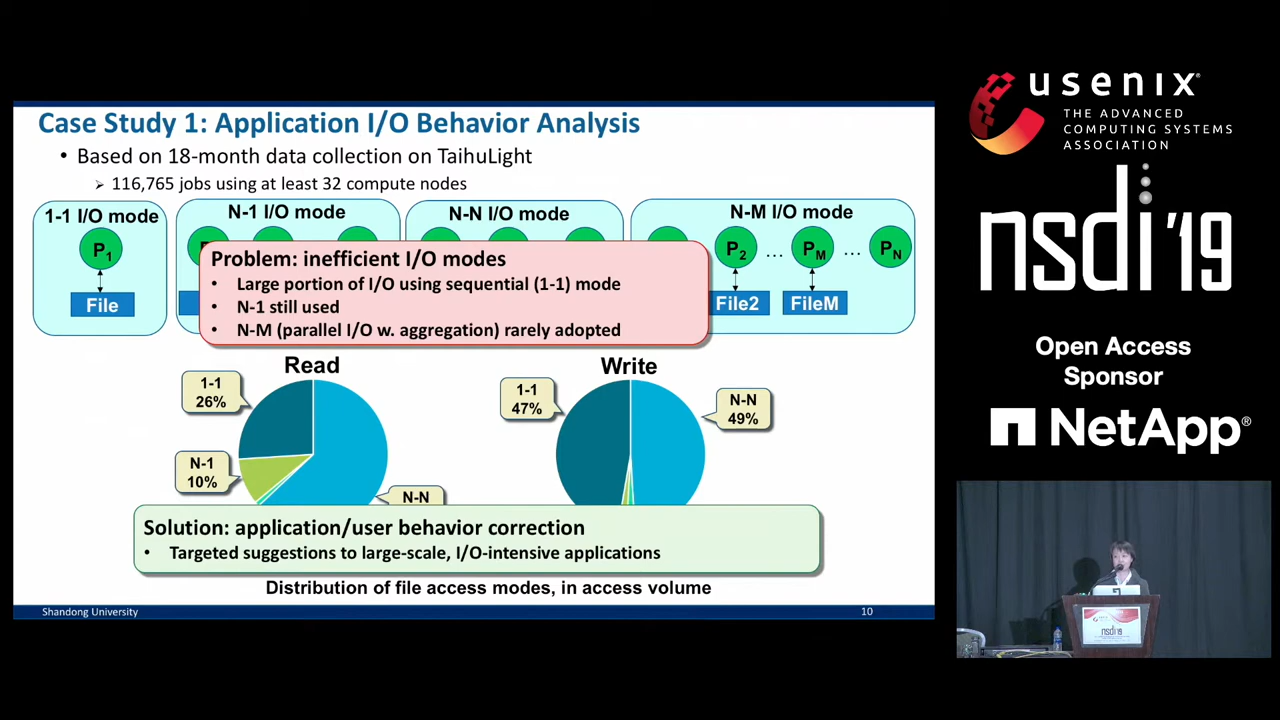 Case Study 1: Application I/O Behavior Analysis
• Based on 18-month data collection on TaihuLight
➢ 116,765 jobs using at least 32 compute nodes
1-1 I/O mode
P1
File
N-1 I/O mode
N-N I/O mode
N-M I/O mode
P2 … PM … PN
File2 FileM
Problem: inefficient I/O modes
• Large portion of I/O using sequential (1-1) mode
• N-1 still used
• N-M (parallel I/O w. aggregation) rarely adopted
Read
1-1
26%
N-1
10%
N-N
Write
1-1
47%
N-N
49%
Solution: application/user behavior correction
• Targeted suggestions to large-scale, I/O-intensive applications
Distribution of file access modes, in access volume
Shandong University
10
usenix®
THE ADVANCED
COMPUTING SYSTEMS
ASSOCIATION
nsdi '19
Open Access
Sponsor
NetApp®
nsdi'19